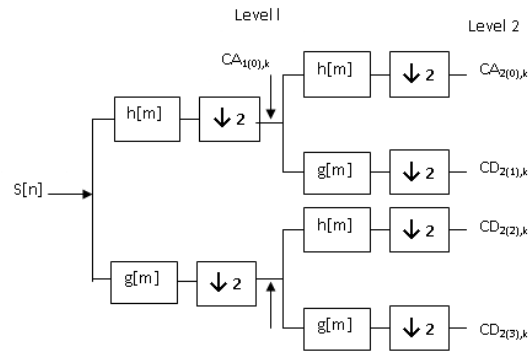 Level I
Level 2
CA1(0),k
h[m]
↓ 2
CA2(0),k
h[m]
↓ 2
g[m]
↓ 2
CD2(1),k
S[n]
h[m]
↓ 2
CD2(2),k
g[m]
↓ 2
g[m]
↓ 2
CD2(3),k